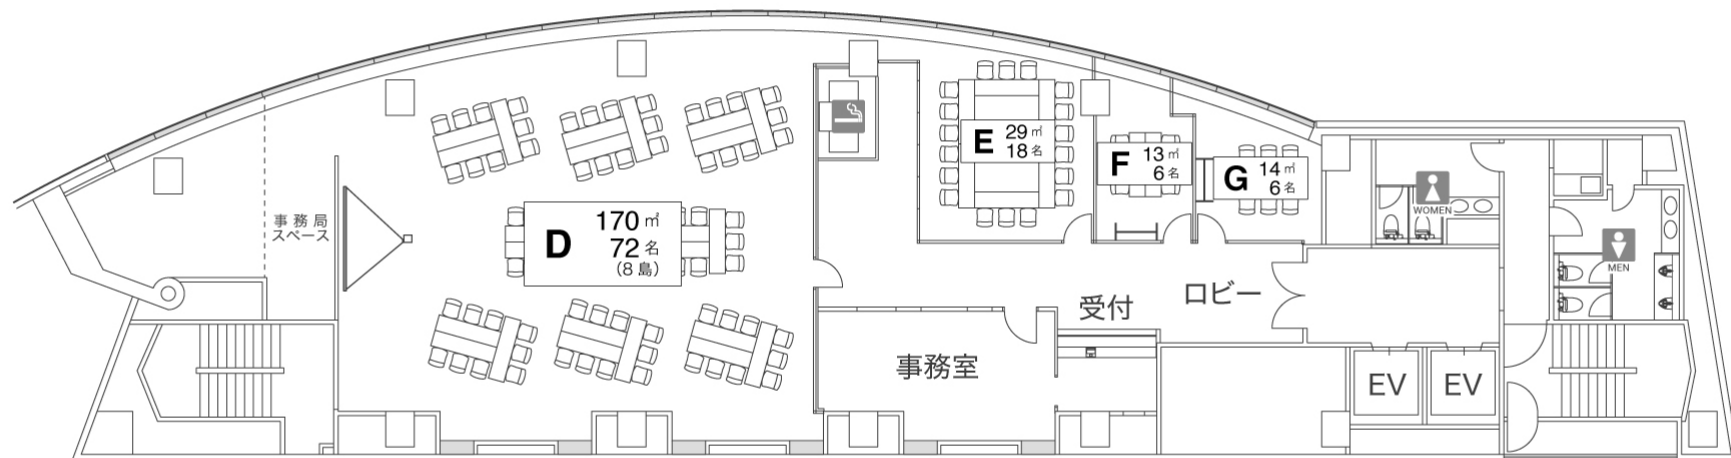 事務局
スペース
D
170㎡
72名
(8島)
E
29㎡
18名
F
13㎡
6名
G
14㎡
6名
WOMEN
MEN
受付
ロビー
事務室
EV
EV